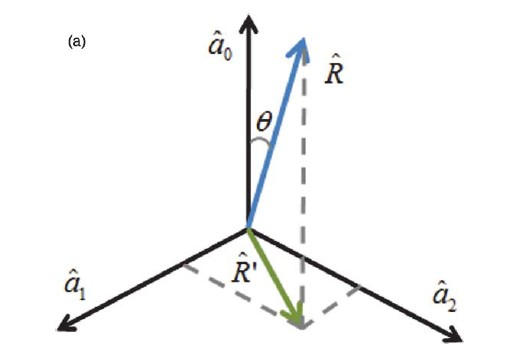 (a)
â₀
R̂
θ
R̂'
â₁
â₂